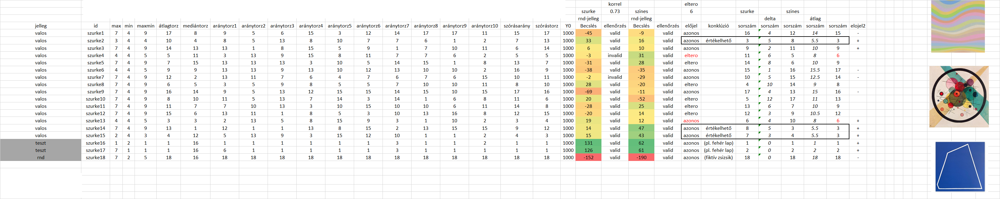 korrel eltero
szurke 0.73 szines 6 szurke szines
rnd-jelleg rnd-jelleg delta átlag
jelleg id max min maxmin átlagtorz mediántorz aránytorz1 aránytorz2 aránytorz3 aránytorz4 aránytorz5 aránytorz6 aránytorz7 aránytorz8 aránytorz9 aránytorz10 szórásarány szórástorz Y0 Becslés ellenőrzés Becslés ellenőrzés előjel konklúzió sorszám sorszám sorszám sorszám sorszám elojel2
valos szurke1 7 4 9 17 8 9 5 6 15 3 12 14 17 17 11 15 17 1000 -45 valid -9 valid azonos 16 4 12 14 15 -
valos szurke2 3 4 4 10 4 8 5 13 8 10 7 7 6 1 2 7 13 1000 33 valid 16 valid azonos értékelhető 3 5 8 5.5 3 +
valos szurke3 7 4 9 14 13 13 1 8 15 5 9 1 7 10 11 6 14 1000 6 valid 10 valid azonos 9 2 11 10 9 +
valos szurke4 4 4 5 5 11 3 13 9 15 8 11 7 7 6 2 5 5 1000 -3 invalid 31 valid eltero 11 6 5 8 6
valos szurke5 7 4 9 7 15 13 13 13 3 10 5 14 15 1 8 13 7 1000 -31 valid 28 valid eltero 14 8 6 10 9
valos szurke6 4 4 5 9 9 13 13 9 13 10 12 13 10 10 2 16 9 1000 -38 valid -35 valid azonos 15 1 16 15.5 17 -
valos szurke7 7 4 9 12 2 13 11 7 6 4 7 6 7 6 15 10 11 1000 -2 invalid -29 valid azonos 10 5 15 12.5 14 -
valos szurke8 7 4 9 6 5 3 5 9 8 5 5 7 10 10 11 8 10 1000 28 valid -20 valid eltero 4 10 14 9 8
valos szurke9 7 4 9 16 14 9 5 13 12 15 15 14 15 10 15 17 16 1000 -69 valid -11 valid azonos 17 4 13 15 16 -
valos szurke10 7 4 9 8 10 11 5 13 7 14 3 14 1 6 8 11 6 1000 20 valid -52 valid eltero 5 12 17 11 13
valos szurke11 7 4 9 11 7 7 10 13 3 10 15 10 10 6 11 14 8 1000 -28 valid 25 valid eltero 13 6 7 10 9
valos szurke12 7 4 9 15 6 13 11 1 8 5 3 10 13 16 8 12 15 1000 -20 valid 14 valid eltero 12 3 9 10.5 12
valos szurke13 4 4 5 3 3 2 13 5 8 15 9 3 1 10 2 3 4 1000 19 valid 12 valid azonos 6 4 10 8 6 +
valos szurke14 7 4 9 13 1 12 1 1 13 8 15 2 13 15 15 9 12 1000 14 valid 47 valid azonos értékelhető 8 5 3 5.5 3 +
valos szurke15 2 4 3 4 12 5 13 9 3 15 12 10 1 1 2 4 3 1000 15 valid 43 valid azonos értékelhető 7 3 4 5.5 3 +
teszt szurke16 1 2 1 1 16 1 1 1 1 1 1 3 1 1 2 1 1 1000 131 valid 62 valid azonos (pl. fehér lap) 1 0 1 1 1 +
teszt szurke17 7 1 1 1 16 6 1 1 1 1 1 3 1 1 1 1 1 1000 126 valid 61 valid azonos (pl. fehér lap) 2 0 2 2 2 +
rnd szurke18 7 2 5 18 16 18 18 18 18 18 18 18 18 18 18 18 18 1000 -152 valid -190 valid azonos (fiktív zsizsik) 18 0 18 18 18 -